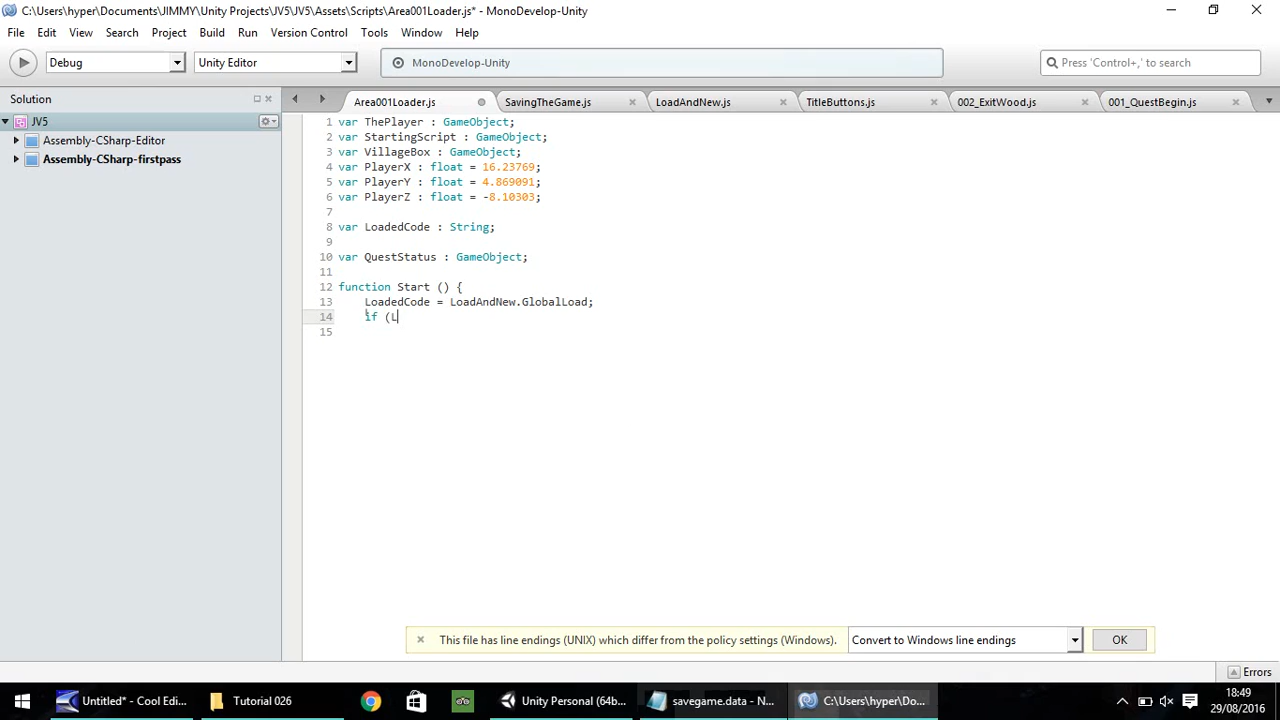 C:\Users\hyper\Documents\JIMMY\Unity Projects\JV5\JV5\Assets\Scripts\Area001Loader.js* - MonoDevelop-Unity
File Edit View Search Project Build Run Version Control Tools Window Help
Debug Unity Editor MonoDevelop-Unity Press 'Control+,' to search
Solution Area001Loader.js SavingTheGame.js LoadAndNew.js TitleButtons.js 002_ExitWood.js 001_QuestBegin.js
JV5
Assembly-CSharp-Editor
Assembly-CSharp-firstpass
1 var ThePlayer : GameObject;
2 var StartingScript : GameObject;
3 var VillageBox : GameObject;
4 var PlayerX : float = 16.23769;
5 var PlayerY : float = 4.869091;
6 var PlayerZ : float = -8.10303;
7
8 var LoadedCode : String;
9
10 var QuestStatus : GameObject;
11
12 function Start () {
13 LoadedCode = LoadAndNew.GlobalLoad;
14 if (L
15
This file has line endings (UNIX) which differ from the policy settings (Windows). Convert to Windows line endings OK
Errors
Untitled* - Cool Edi... Tutorial 026 Unity Personal (64b... savegame.data - N... C:\Users\hyper\Do... 18:49
29/08/2016